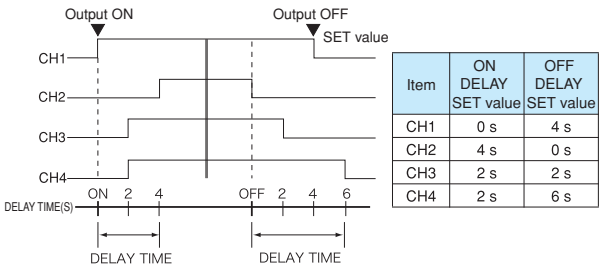 Output ON
Output OFF
SET value
CH1
CH2
CH3
CH4
ON 2 4 OFF 2 4 6
DELAY TIME(S)
DELAY TIME DELAY TIME
Item ON DELAY SET value OFF DELAY SET value
CH1 0 s 4 s
CH2 4 s 0 s
CH3 2 s 2 s
CH4 2 s 6 s